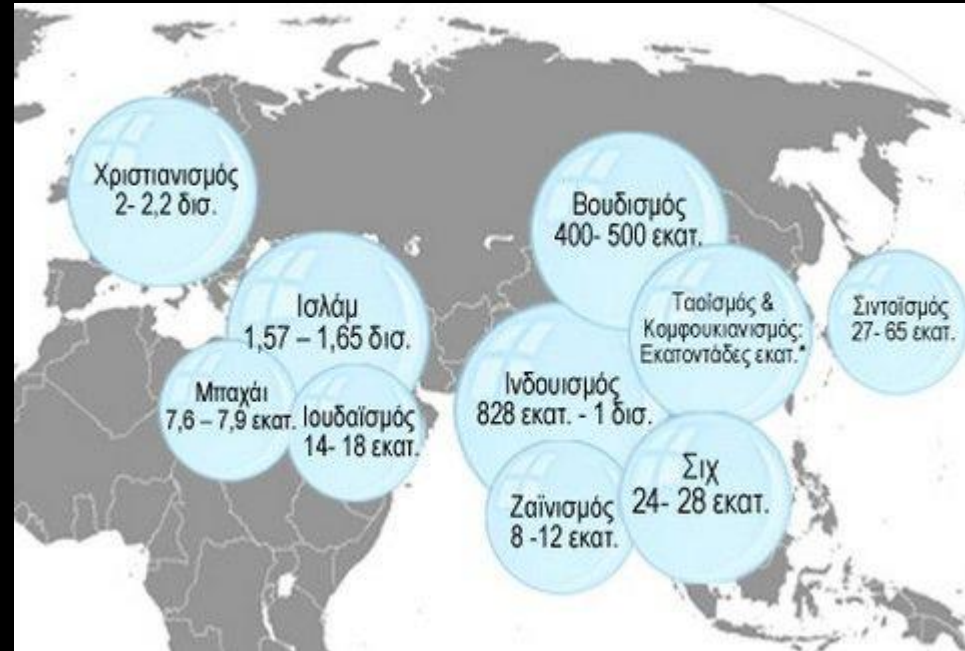 Χριστιανισμός
2- 2,2 δισ.
Βουδισμός
400- 500 εκατ.
Ισλάμ
1,57 – 1,65 δισ.
Ταοϊσμός &
Κομφουκιανισμός:
Εκατοντάδες εκατ.*
Σιντοϊσμός
27- 65 εκατ.
Μπαχάι
7,6 – 7,9 εκατ.
Ιουδαϊσμός
14- 18 εκατ.
Ινδουισμός
828 εκατ. - 1 δισ.
Ζαϊνισμός
8 -12 εκατ.
Σιχ
24- 28 εκατ.